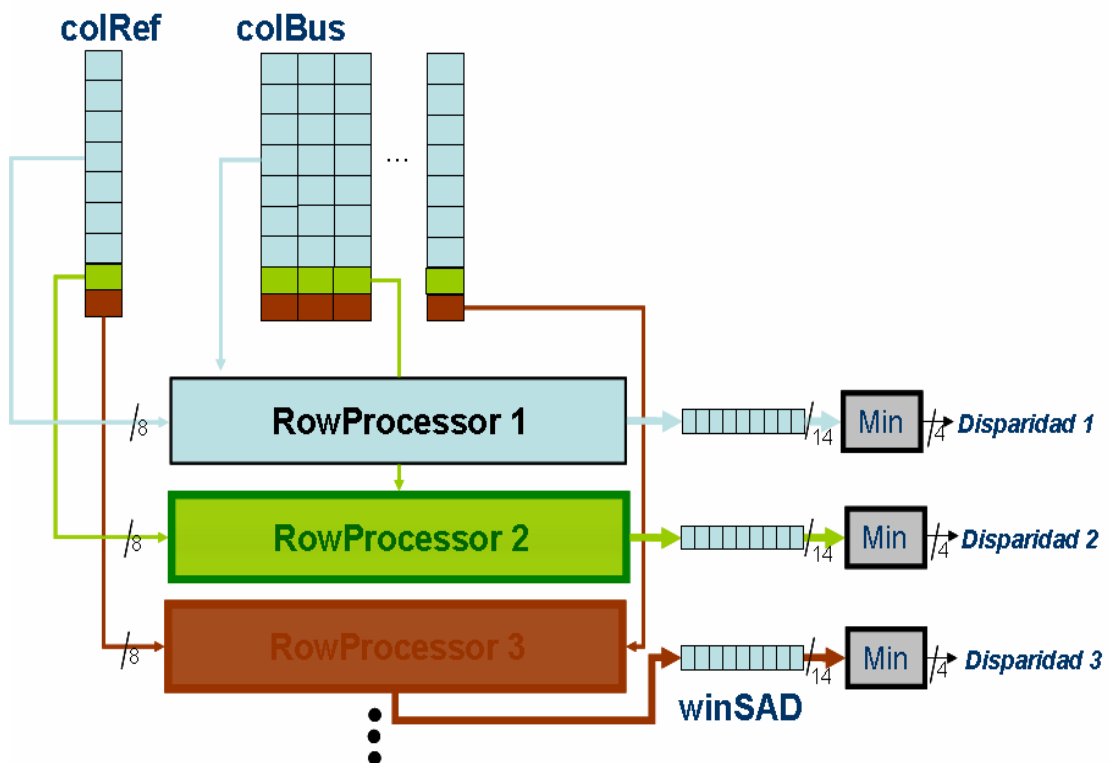 colRef colBus
...
RowProcessor 1
8
14
Min
4
Disparidad 1
RowProcessor 2
8
14
Min
4
Disparidad 2
RowProcessor 3
8
14
Min
4
Disparidad 3
winSAD